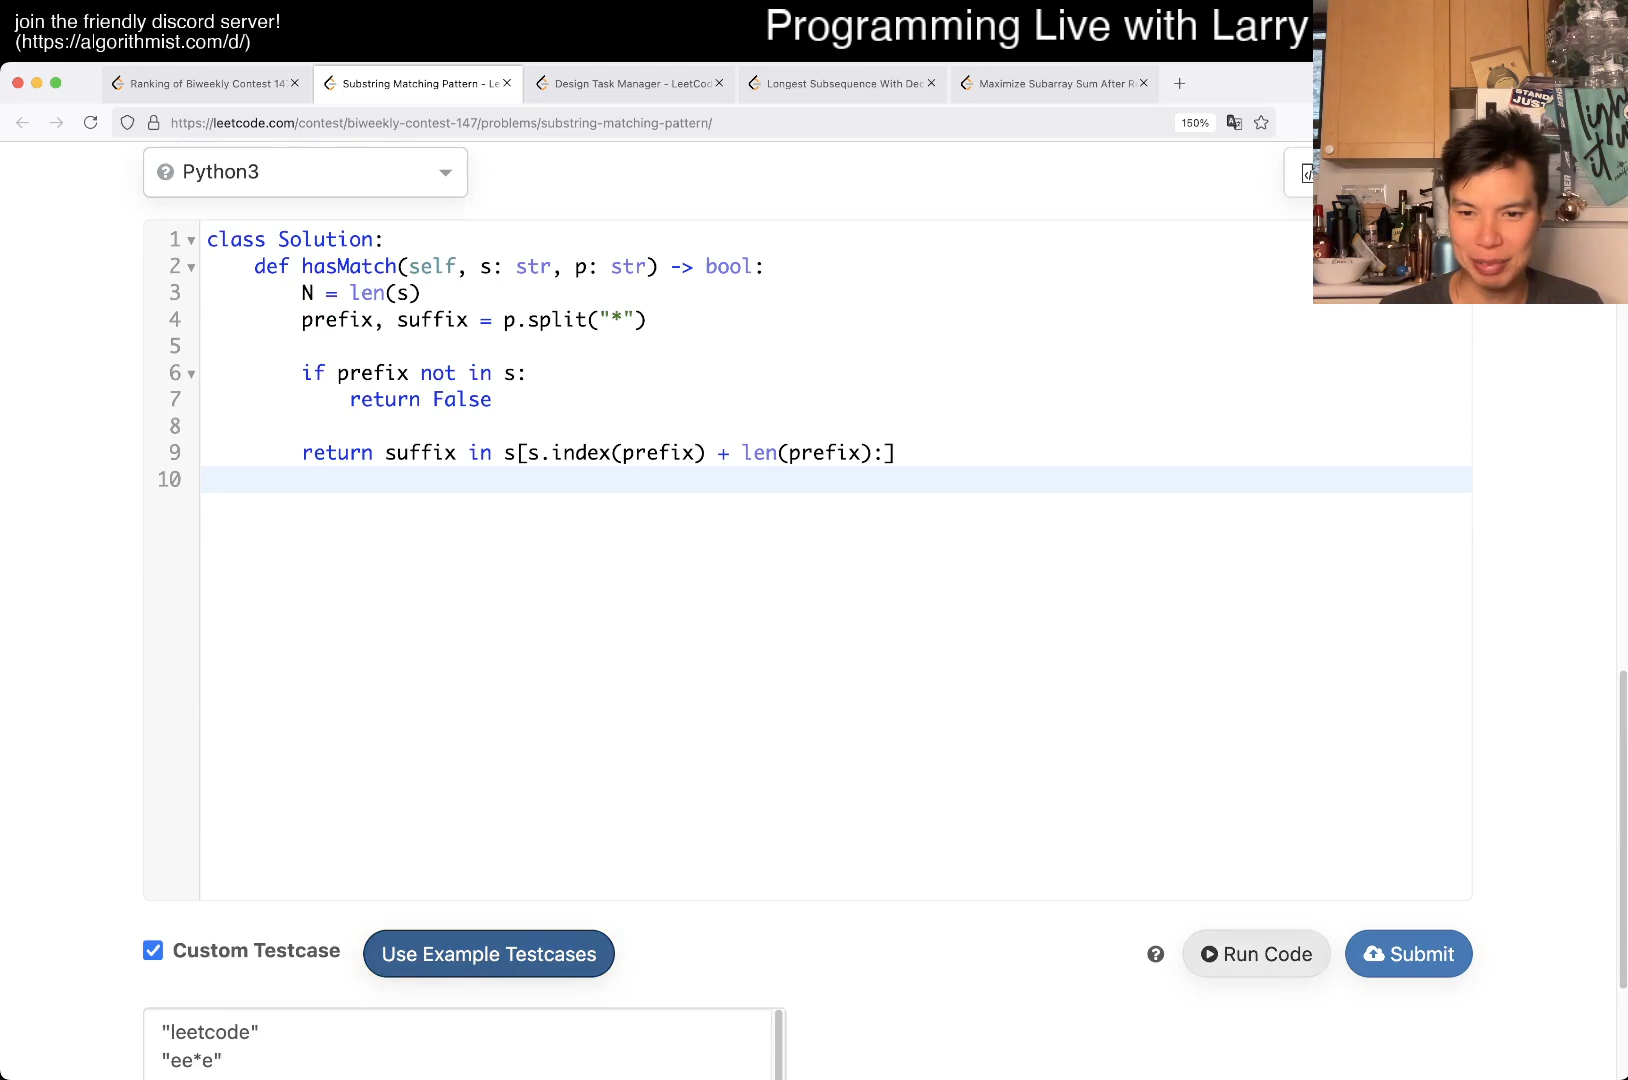 join the friendly discord server!
(https://algorithmist.com/d/)
Programming Live with Larry
Ranking of Biweekly Contest 14
Substring Matching Pattern - Le
Design Task Manager - LeetCod
Longest Subsequence With Dec
Maximize Subarray Sum After R
https://leetcode.com/contest/biweekly-contest-147/problems/substring-matching-pattern/
150%
Python3
1 class Solution:
2 def hasMatch(self, s: str, p: str) -> bool:
3 N = len(s)
4 prefix, suffix = p.split("*")
5
6 if prefix not in s:
7 return False
8
9 return suffix in s[s.index(prefix) + len(prefix):]
10
Custom Testcase
Use Example Testcases
Run Code
Submit
"leetcode"
"ee*e"
STAND
JUST